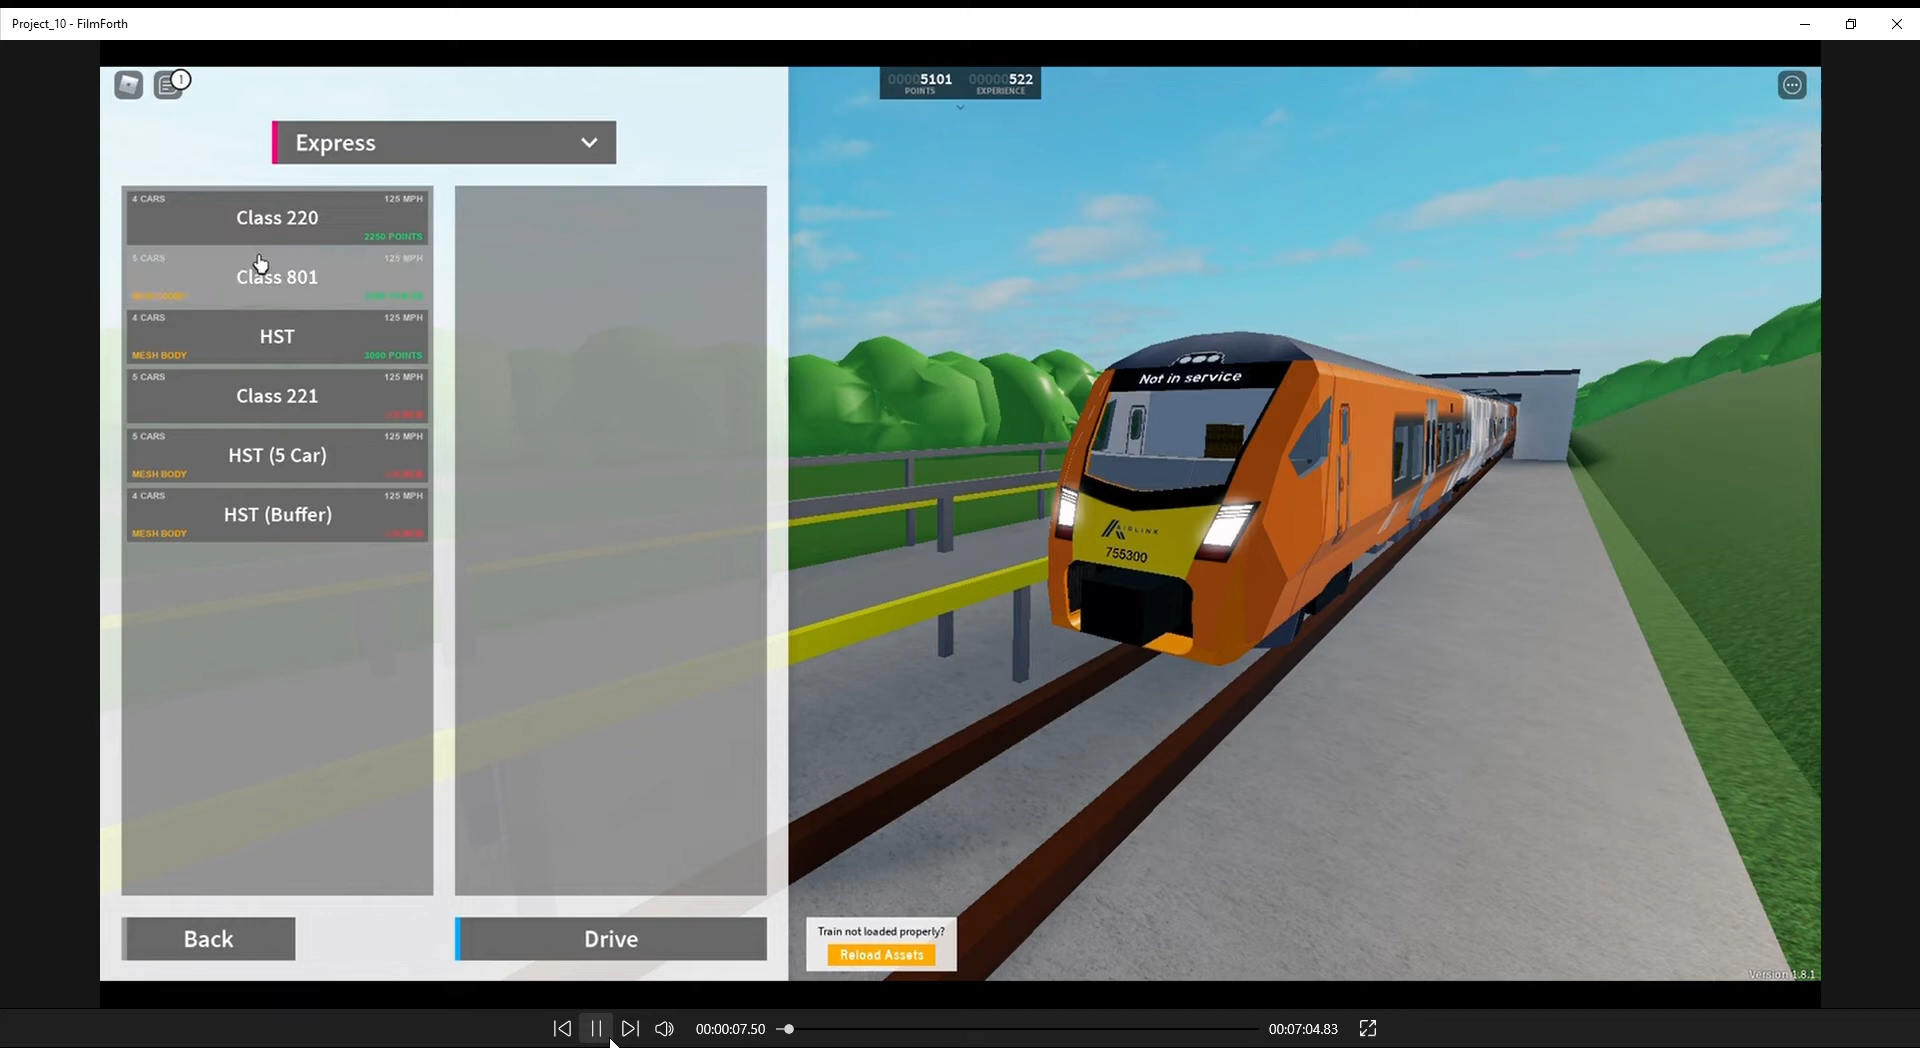 Project_10 - FilmForth
1
00005101 00000522
POINTS EXPERIENCE
Express
4 CARS 125 MPH
Class 220
2250 POINTS
5 CARS 125 MPH
Class 801
4 CARS 125 MPH
HST
MESH BODY 3000 POINTS
5 CARS 125 MPH
Class 221
5 CARS 125 MPH
HST (5 Car)
MESH BODY
4 CARS 125 MPH
HST (Buffer)
MESH BODY
Back
Drive
Not in service
AIRLINK
755300
Train not loaded properly?
Reload Assets
Version 1.8.1
00:00:07.50
00:07:04.83